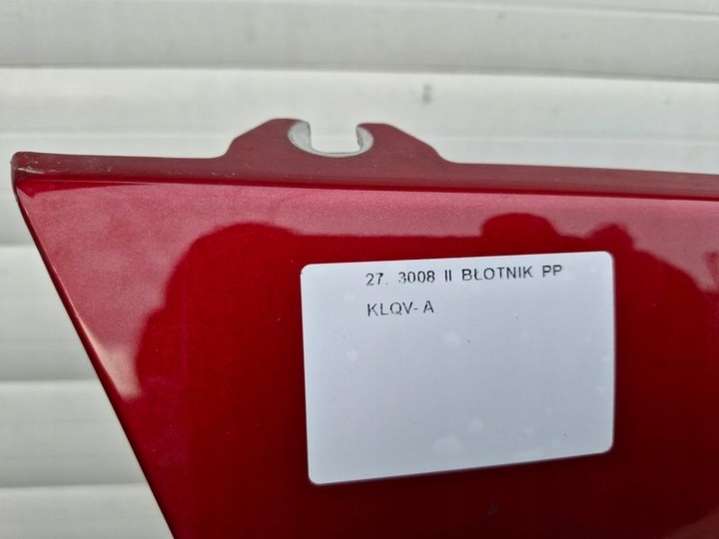 27. 3008 II BŁOTNIK PP
KLQV-A